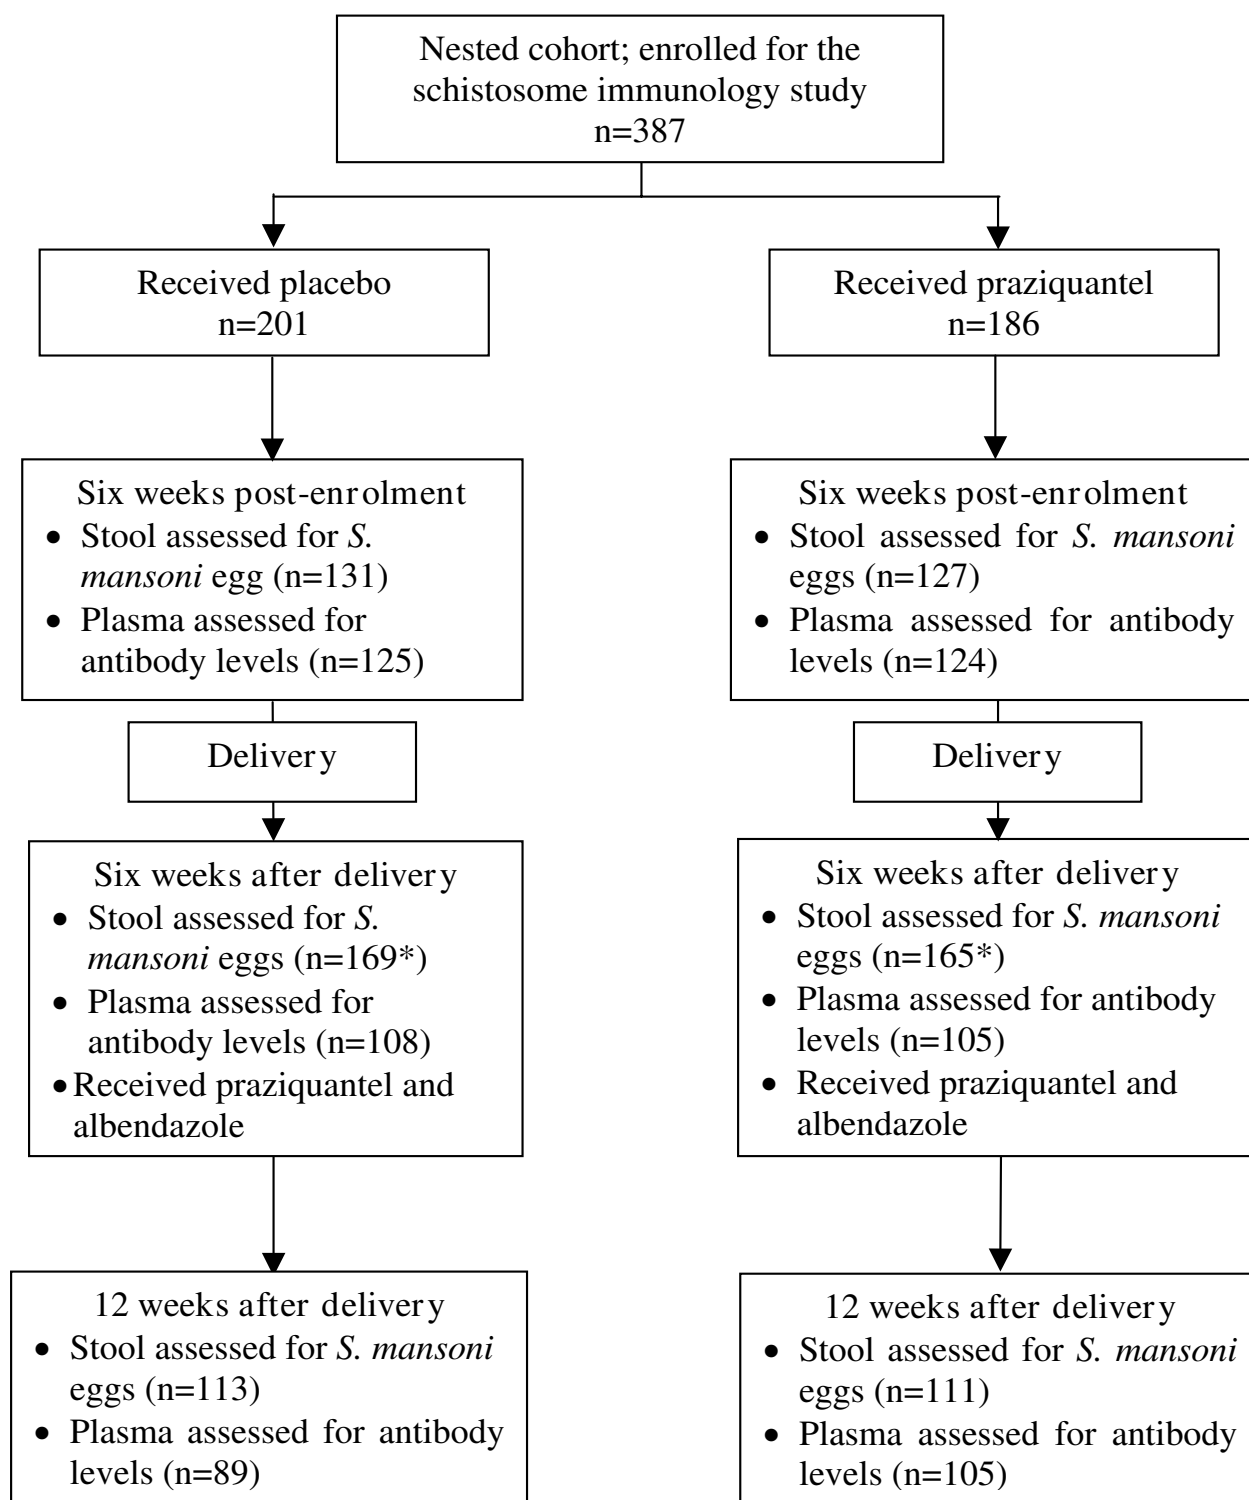 Nested cohort; enrolled for the
schistosome immunology study
n=387
Received placebo
n=201
Received praziquantel
n=186
Six weeks post-enrolment
• Stool assessed for S.
mansoni egg (n=131)
• Plasma assessed for
antibody levels (n=125)
Six weeks post-enrolment
• Stool assessed for S. mansoni
eggs (n=127)
• Plasma assessed for antibody
levels (n=124)
Delivery
Delivery
Six weeks after delivery
• Stool assessed for S.
mansoni eggs (n=169*)
• Plasma assessed for
antibody levels (n=108)
• Received praziquantel and
albendazole
Six weeks after delivery
• Stool assessed for S. mansoni
eggs (n=165*)
• Plasma assessed for antibody
levels (n=105)
• Received praziquantel and
albendazole
12 weeks after delivery
• Stool assessed for S. mansoni
eggs (n=113)
• Plasma assessed for antibody
levels (n=89)
12 weeks after delivery
• Stool assessed for S. mansoni
eggs (n=111)
• Plasma assessed for antibody
levels (n=105)